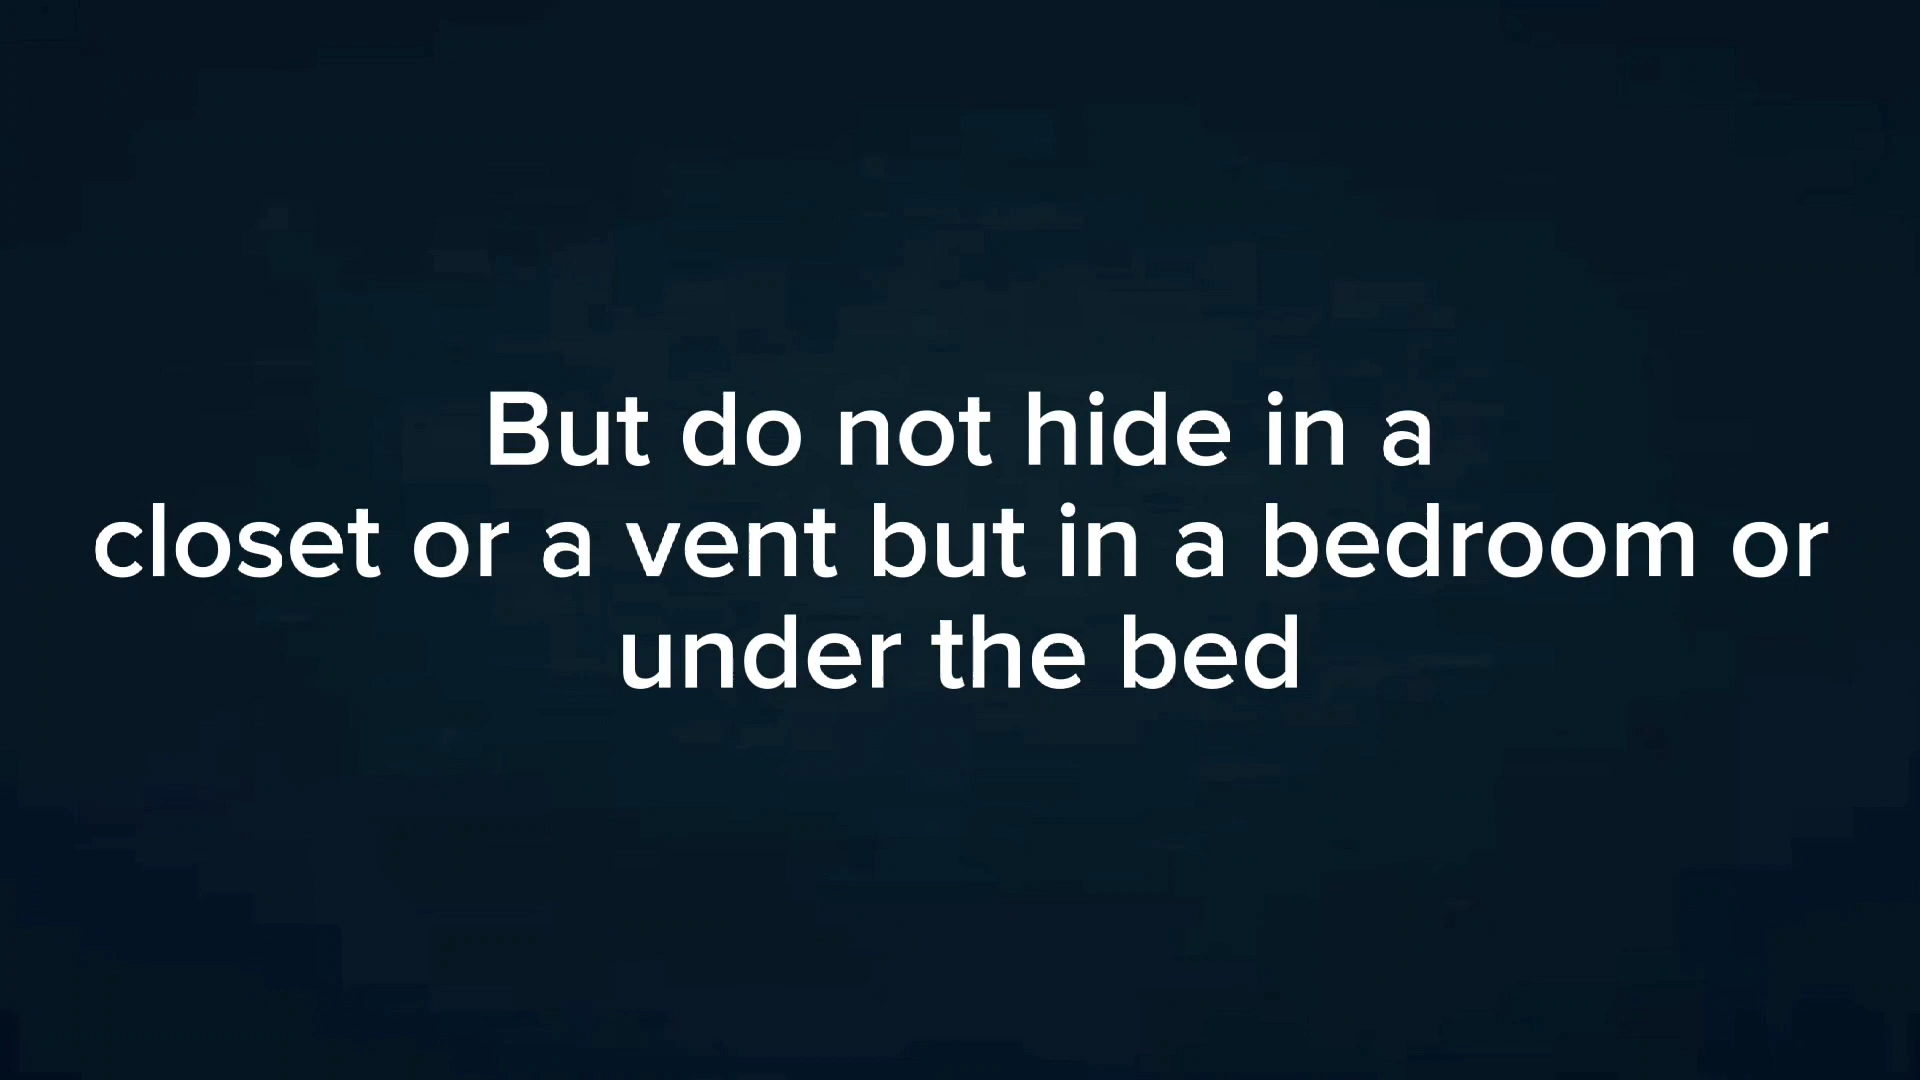 But do not hide in a
closet or a vent but in a bedroom or
under the bed